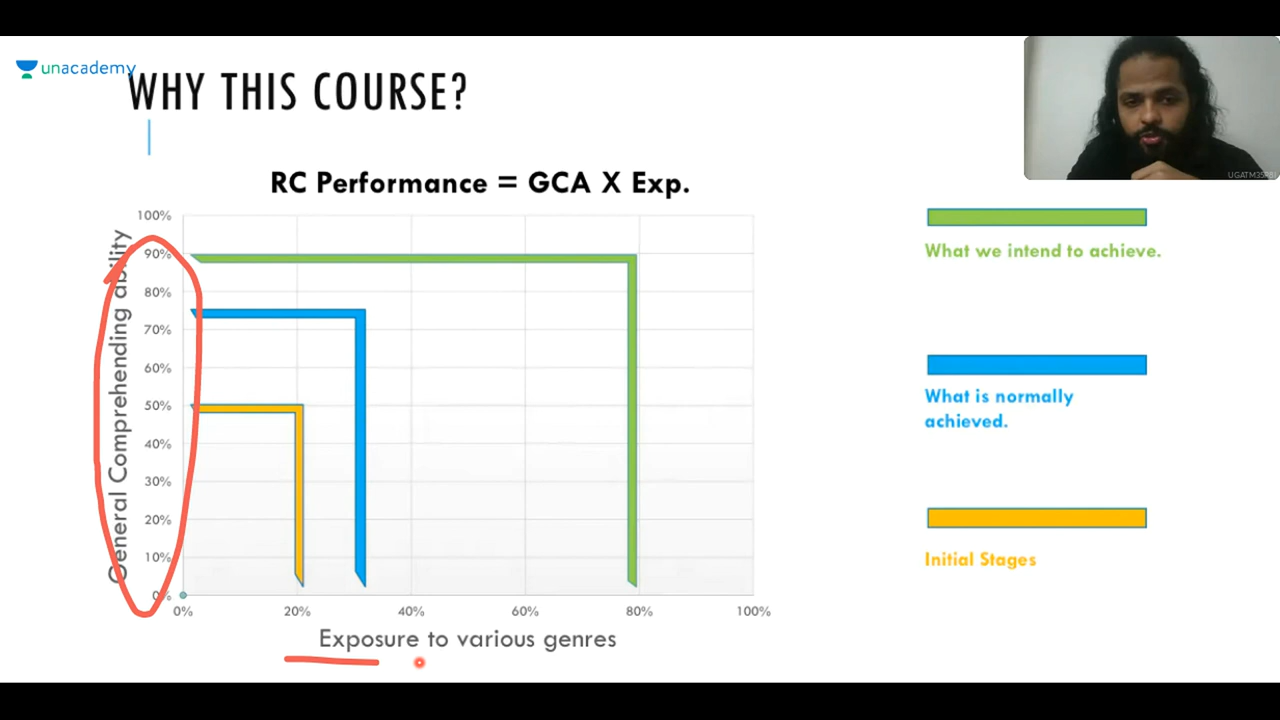 unacademy
WHY THIS COURSE?
RC Performance = GCA X Exp.
General Comprehending ability
100%
90%
80%
70%
60%
50%
40%
30%
20%
10%
0%
0% 20% 40% 60% 80% 100%
Exposure to various genres
What we intend to achieve.
What is normally
achieved.
Initial Stages